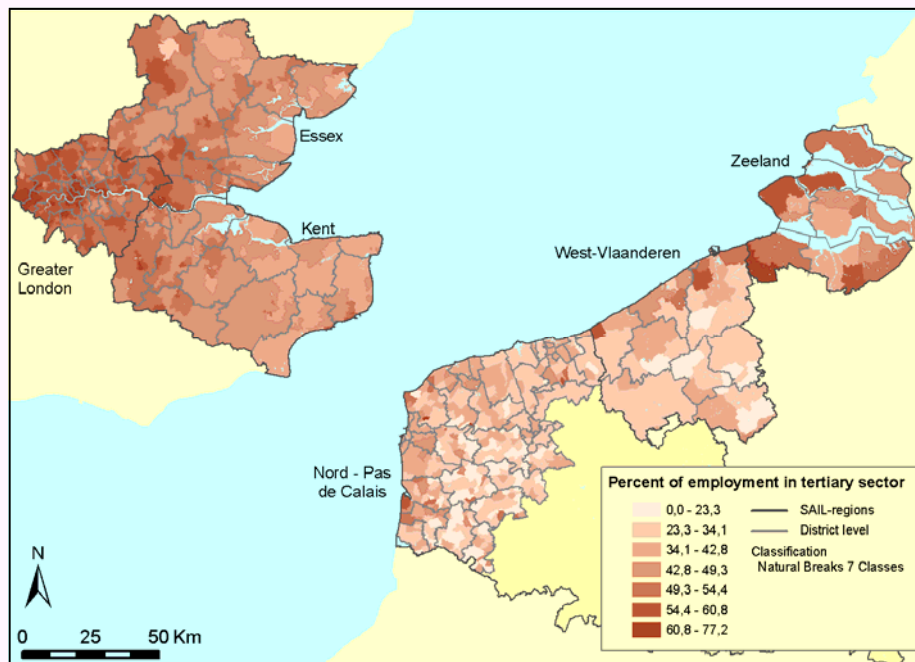 Essex
Zeeland
Kent
West-Vlaanderen
Greater
London
Nord - Pas
de Calais
Percent of employment in tertiary sector
0,0 - 23,3
23,3 - 34,1
34,1 - 42,8
42,8 - 49,3
49,3 - 54,4
54,4 - 60,8
60,8 - 77,2
SAIL-regions
District level
Classification
Natural Breaks 7 Classes
N
0 25 50 Km